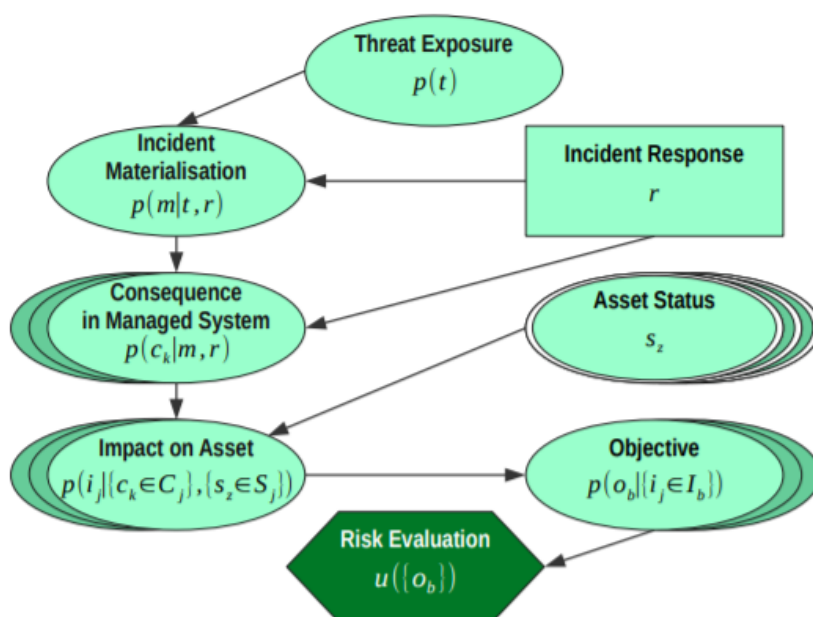 Threat Exposure
p(t)
Incident
Materialisation
p(m|t,r)
Incident Response
r
Consequence
in Managed System
p(c_k|m,r)
Asset Status
s_z
Impact on Asset
p(i_j|{c_k∈C_j},{s_z∈S_j})
Objective
p(o_b|{i_j∈I_b})
Risk Evaluation
u({o_b})